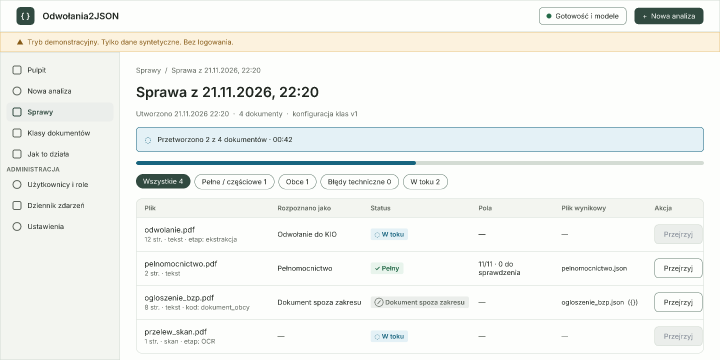 { } Odwołania2JSON
Gotowość i modele
+ Nowa analiza
Tryb demonstracyjny. Tylko dane syntetyczne. Bez logowania.
Pulpit
Nowa analiza
Sprawy
Klasy dokumentów
Jak to działa
ADMINISTRACJA
Użytkownicy i role
Dziennik zdarzeń
Ustawienia
Sprawy / Sprawa z 21.11.2026, 22:20
Sprawa z 21.11.2026, 22:20
Utworzono 21.11.2026 22:20 · 4 dokumenty · konfiguracja klas v1
Przetworzono 2 z 4 dokumentów · 00:42
Wszystkie 4
Pełne / częściowe 1
Obce 1
Błędy techniczne 0
W toku 2
Plik Rozpoznano jako Status Pola Plik wynikowy Akcja
odwolanie.pdf
12 str. · tekst · etap: ekstrakcja
Odwołanie do KIO
W toku
—
—
Przejrzyj
pełnomocnictwo.pdf
2 str. · tekst
Pełnomocnictwo
✓ Pełny
11/11 · 0 do
sprawdzenia
pełnomocnictwo.json
Przejrzyj
ogloszenie_bzp.pdf
8 str. · tekst · kod: dokument_obcy
Dokument spoza zakresu
Dokument spoza zakresu
—
ogloszenie_bzp.json ({})
Przejrzyj
przelew_skan.pdf
1 str. · skan · etap: OCR
—
W toku
—
—
Przejrzyj